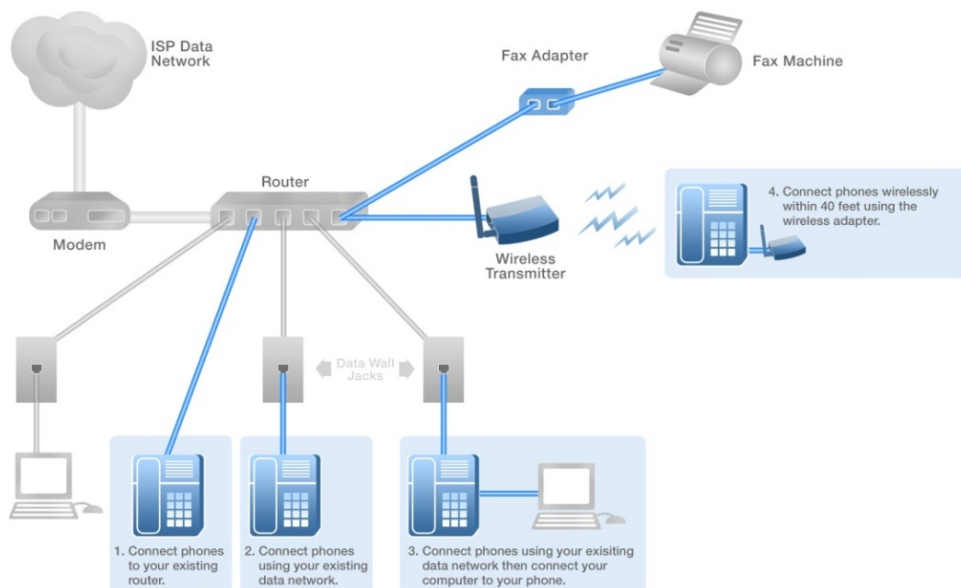 ISP Data
Network
Fax Adapter
Fax Machine
Router
Modem
Wireless
Transmitter
4. Connect phones wirelessly
within 40 feet using the
wireless adapter.
Data Wall
Jacks
1. Connect phones
to your existing
router.
2. Connect phones
using your existing
data network.
3. Connect phones using your exisiting
data network then connect your
computer to your phone.